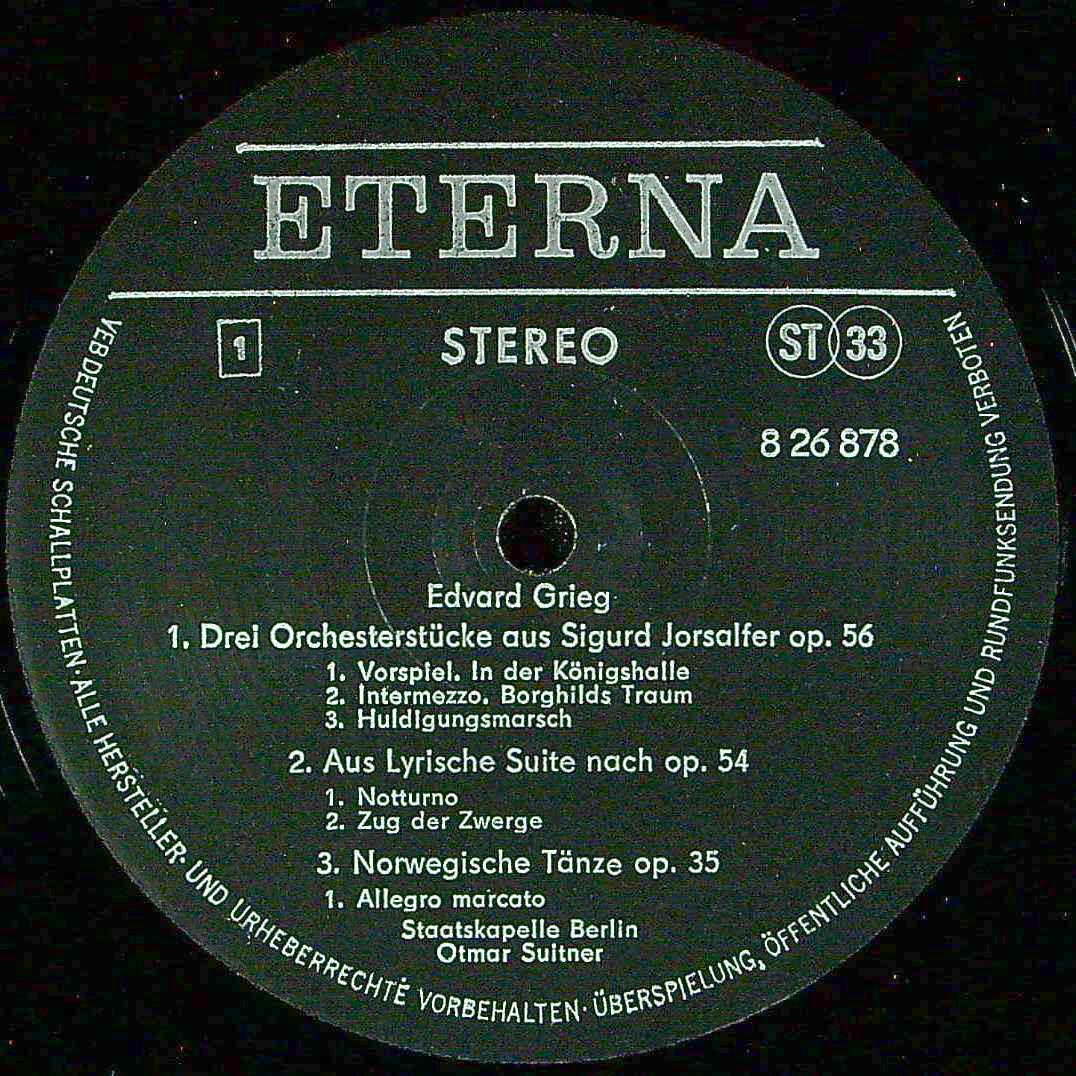 ETERNA
1 STEREO ST 33
8 26 878
Edvard Grieg
1. Drei Orchesterstücke aus Sigurd Jorsalfer op. 56
1. Vorspiel. In der Königshalle
2. Intermezzo. Borghilds Traum
3. Huldigungsmarsch
2. Aus Lyrische Suite nach op. 54
1. Notturno
2. Zug der Zwerge
3. Norwegische Tänze op. 35
1. Allegro marcato
Staatskapelle Berlin
Otmar Suitner
VEB DEUTSCHE SCHALLPLATTEN · ALLE HERSTELLER- UND URHEBERRECHTE VORBEHALTEN · ÜBERSPIELUNG, ÖFFENTLICHE AUFFÜHRUNG UND RUNDFUNKSENDUNG VERBOTEN